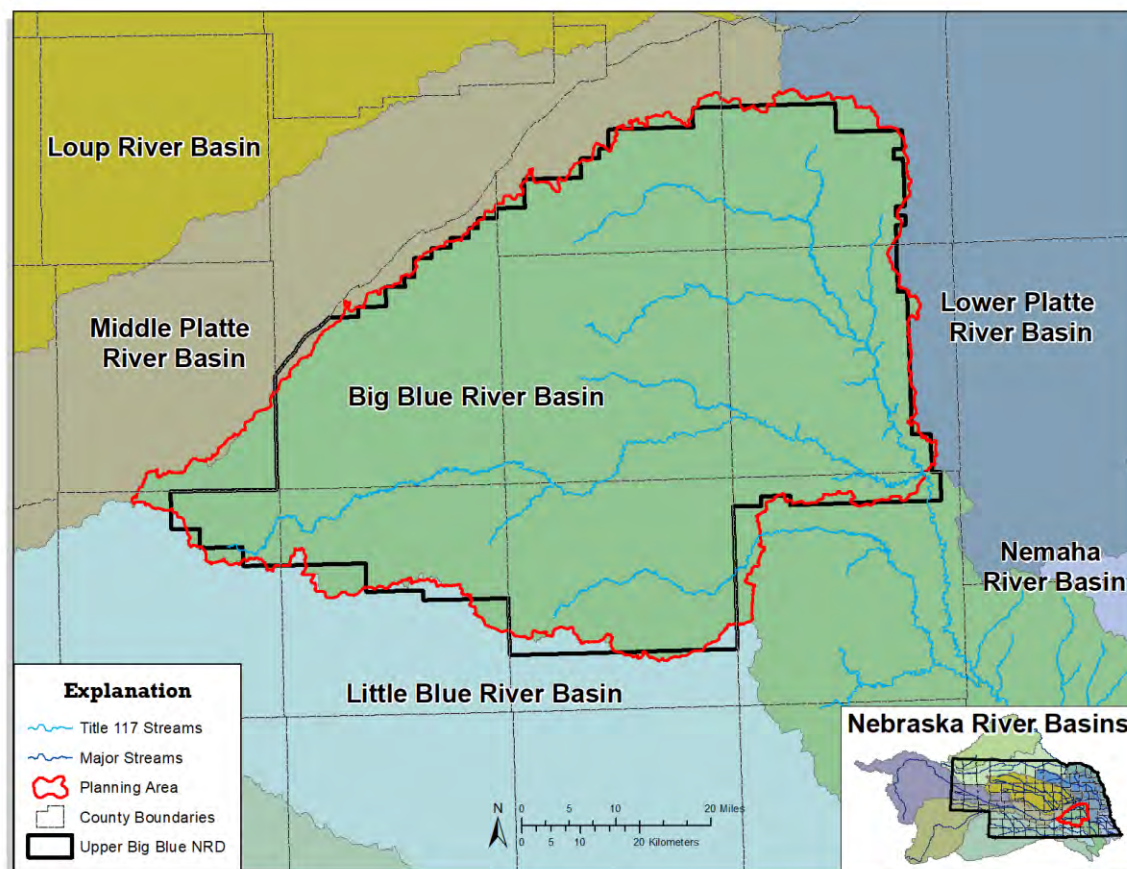 Loup River Basin
Middle Platte
River Basin
Big Blue River Basin
Lower Platte
River Basin
Nemaha
River Basin
Little Blue River Basin
Explanation
Title 117 Streams
Major Streams
Planning Area
County Boundaries
Upper Big Blue NRD
N
0 5 10 20 Miles
0 5 10 20 Kilometers
Nebraska River Basins